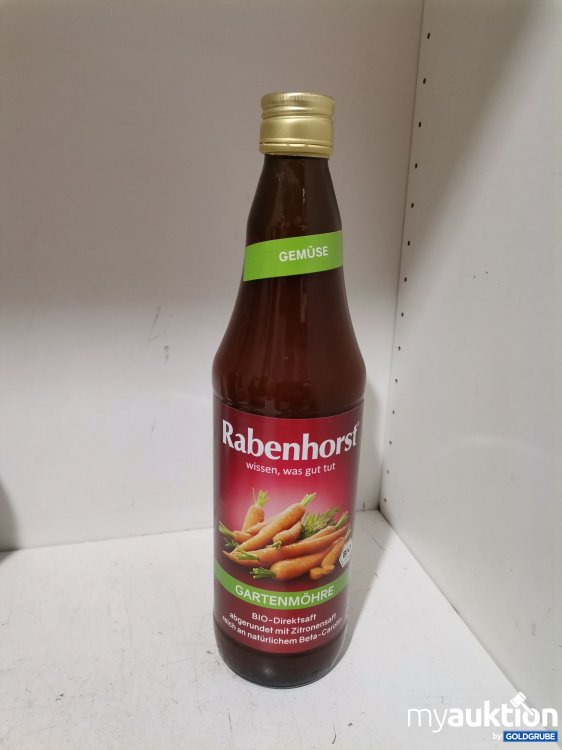 GEMÜSE
Rabenhorst
wissen, was gut tut
BIO
GARTENMÖHRE
BIO-Direktsaft
abgerundet mit Zitronensaft
reich an natürlichem Beta-Carotin
myauktion
by GOLDGRUBE